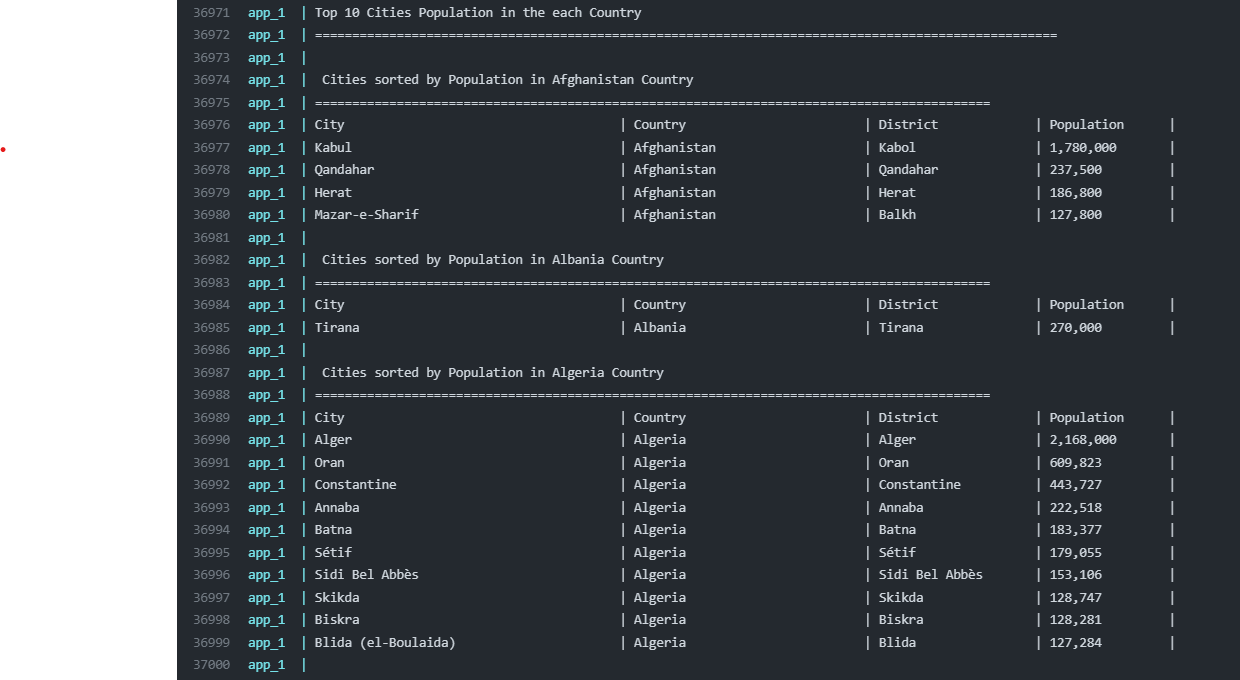 36971 app_1 | Top 10 Cities Population in the each Country
36972 app_1 | ====================================================================================================
36973 app_1 |
36974 app_1 |  Cities sorted by Population in Afghanistan Country
36975 app_1 | ===========================================================================================
36976 app_1 | City | Country | District | Population |
36977 app_1 | Kabul | Afghanistan | Kabol | 1,780,000 |
36978 app_1 | Qandahar | Afghanistan | Qandahar | 237,500 |
36979 app_1 | Herat | Afghanistan | Herat | 186,800 |
36980 app_1 | Mazar-e-Sharif | Afghanistan | Balkh | 127,800 |
36981 app_1 |
36982 app_1 |  Cities sorted by Population in Albania Country
36983 app_1 | ===========================================================================================
36984 app_1 | City | Country | District | Population |
36985 app_1 | Tirana | Albania | Tirana | 270,000 |
36986 app_1 |
36987 app_1 |  Cities sorted by Population in Algeria Country
36988 app_1 | ===========================================================================================
36989 app_1 | City | Country | District | Population |
36990 app_1 | Alger | Algeria | Alger | 2,168,000 |
36991 app_1 | Oran | Algeria | Oran | 609,823 |
36992 app_1 | Constantine | Algeria | Constantine | 443,727 |
36993 app_1 | Annaba | Algeria | Annaba | 222,518 |
36994 app_1 | Batna | Algeria | Batna | 183,377 |
36995 app_1 | Sétif | Algeria | Sétif | 179,055 |
36996 app_1 | Sidi Bel Abbès | Algeria | Sidi Bel Abbès | 153,106 |
36997 app_1 | Skikda | Algeria | Skikda | 128,747 |
36998 app_1 | Biskra | Algeria | Biskra | 128,281 |
36999 app_1 | Blida (el-Boulaida) | Algeria | Blida | 127,284 |
37000 app_1 |